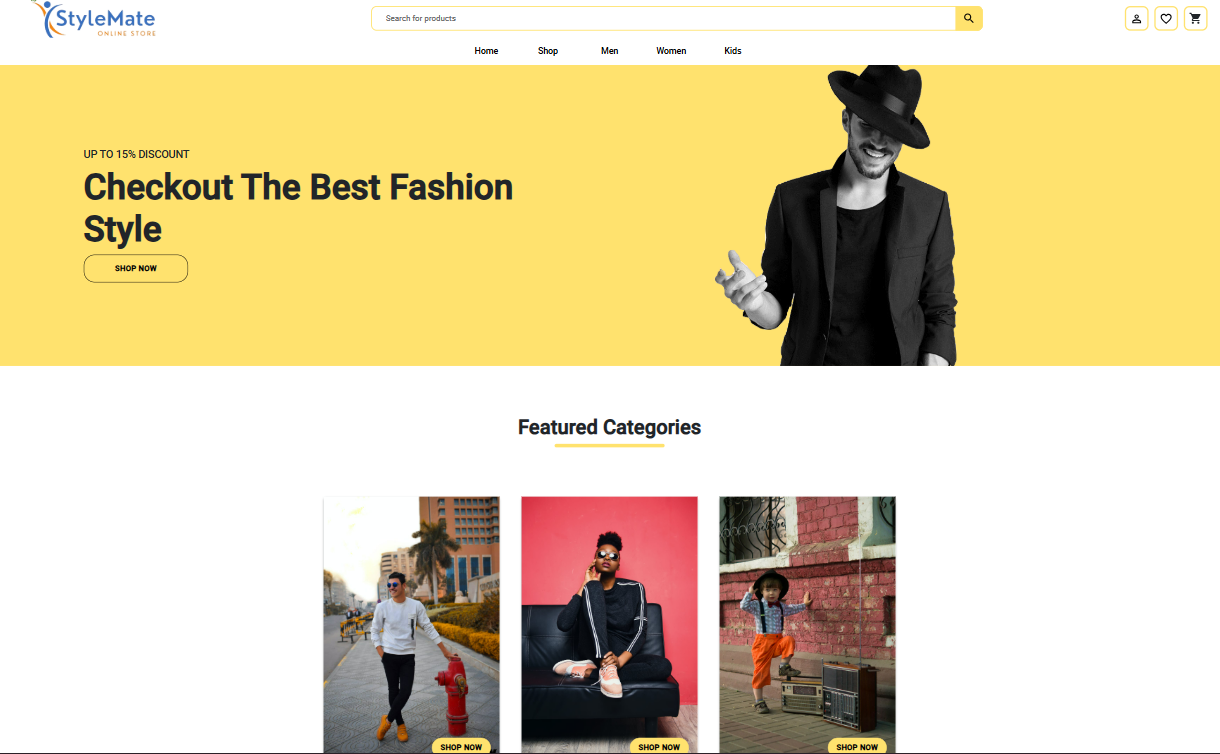 StyleMate
ONLINE STORE
Search for products
Home Shop Men Women Kids
UP TO 15% DISCOUNT
Checkout The Best Fashion
Style
SHOP NOW
Featured Categories
SHOP NOW SHOP NOW SHOP NOW